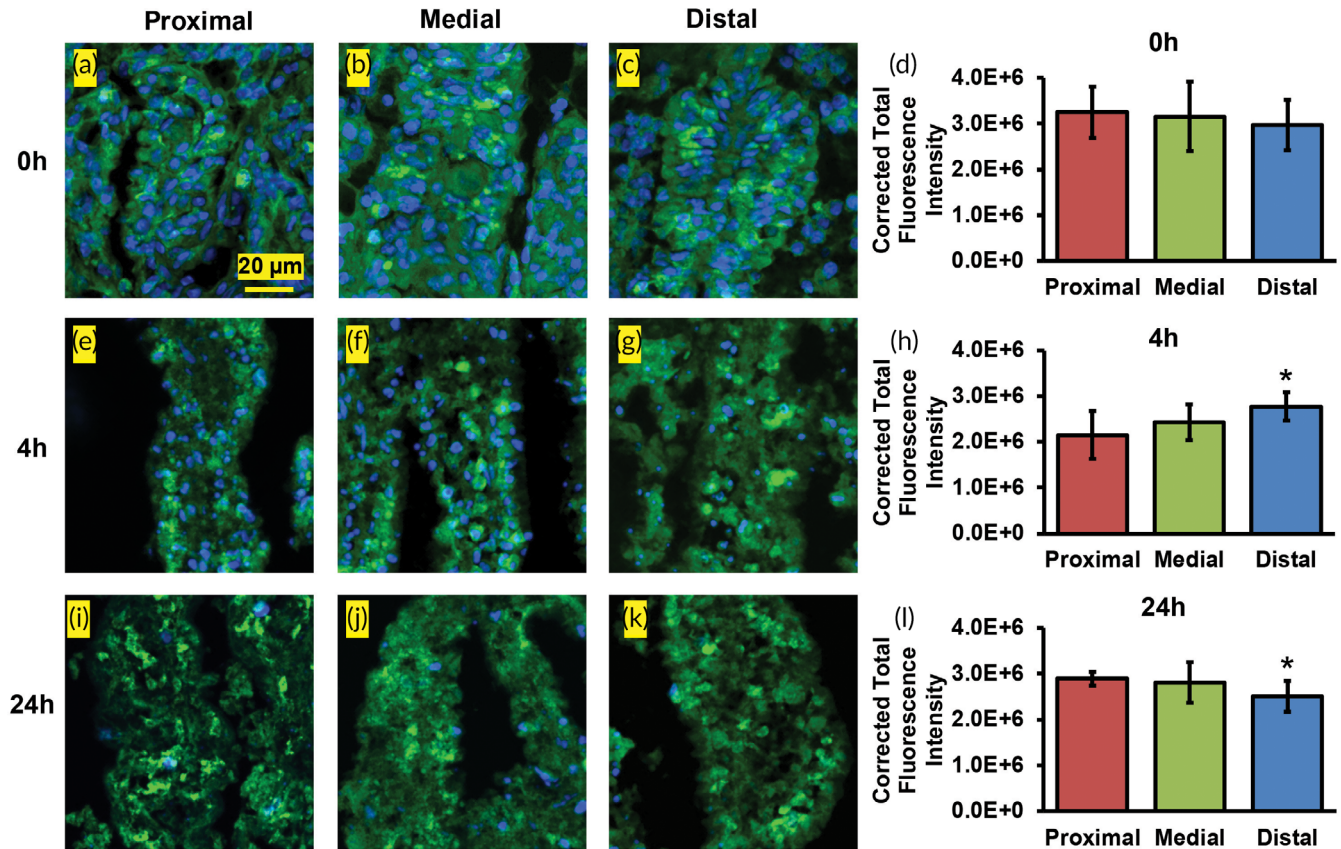 Proximal
Medial
Distal
0h
(a)
20 µm
(b)
(c)
(d)
0h
Corrected Total
Fluorescence
Intensity
4.0E+6
3.0E+6
2.0E+6
1.0E+6
0.0E+0
Proximal
Medial
Distal
4h
(e)
(f)
(g)
(h)
4h
Corrected Total
Fluorescence
Intensity
4.0E+6
3.0E+6
2.0E+6
1.0E+6
0.0E+0
*
Proximal
Medial
Distal
24h
(i)
(j)
(k)
(l)
24h
Corrected Total
Fluorescence
Intensity
4.0E+6
3.0E+6
2.0E+6
1.0E+6
0.0E+0
*
Proximal
Medial
Distal